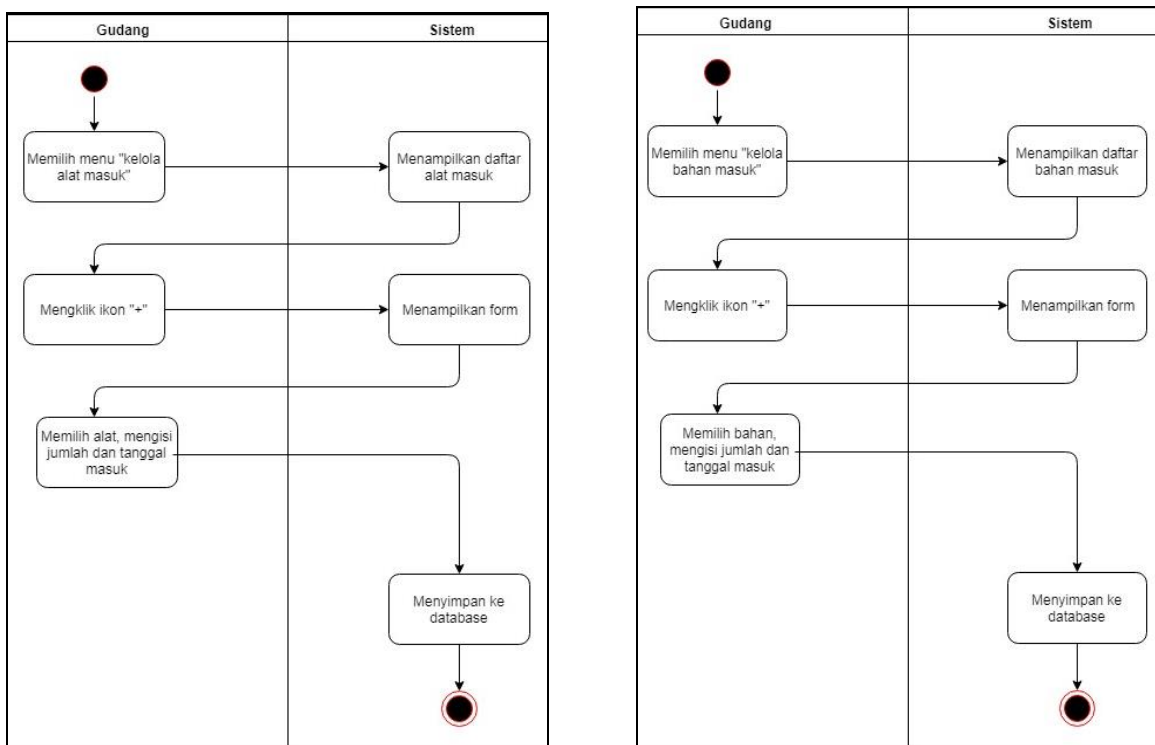 Gudang
Sistem
Memilih menu "kelola
alat masuk"
Menampilkan daftar
alat masuk
Mengklik ikon "+"
Menampilkan form
Memilih alat, mengisi
jumlah dan tanggal
masuk
Menyimpan ke
database
Gudang
Sistem
Memilih menu "kelola
bahan masuk"
Menampilkan daftar
bahan masuk
Mengklik ikon "+"
Menampilkan form
Memilih bahan,
mengisi jumlah dan
tanggal masuk
Menyimpan ke
database